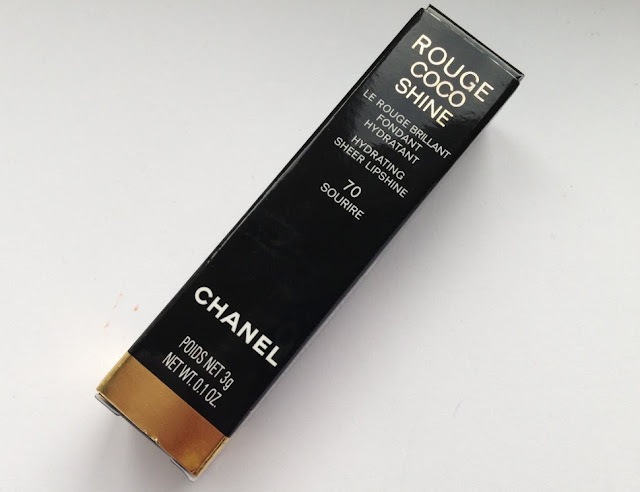 ROUGE
COCO
SHINE
LE ROUGE BRILLANT
FONDANT
HYDRATANT
HYDRATING
SHEER LIPSHINE
70
SOURIRE
CHANEL
POIDS NET 3g
NET WT. 0.1 OZ.